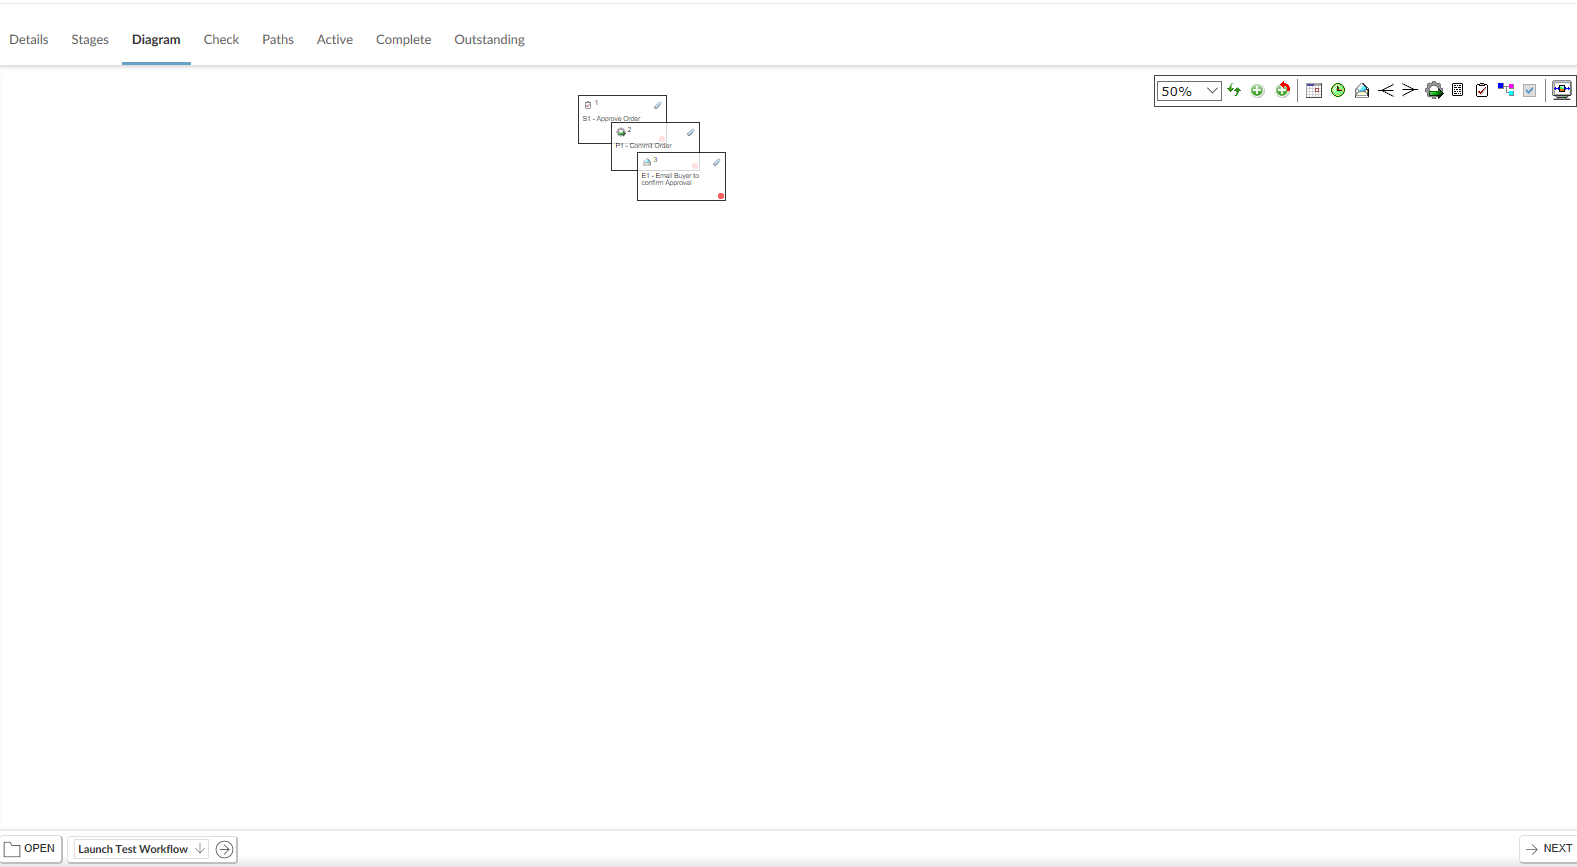 Details Stages Diagram Check Paths Active Complete Outstanding
50%
1
S1 - Approve Order
2
P1 - Commit Order
3
E1 - Email Buyer to
confirm Approval
OPEN Launch Test Workflow NEXT